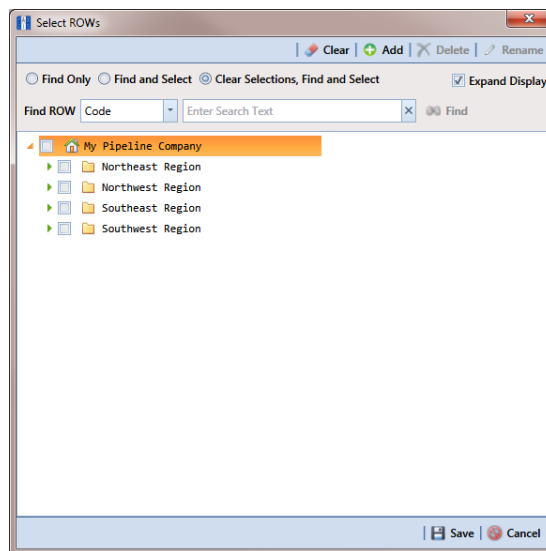 Select ROWs
Clear Add Delete Rename
Find Only Find and Select Clear Selections, Find and Select Expand Display
Find ROW Code Enter Search Text Find
My Pipeline Company
Northeast Region
Northwest Region
Southeast Region
Southwest Region
Save Cancel